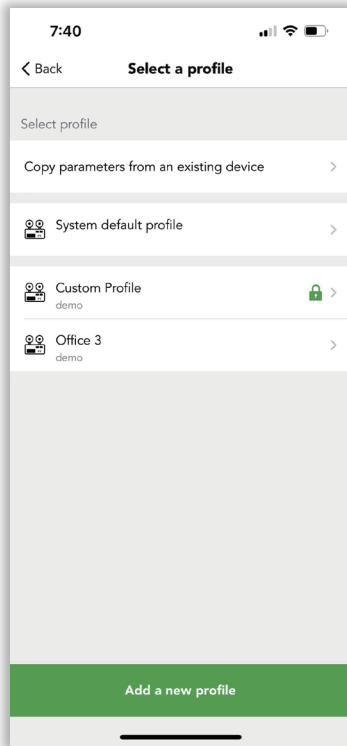 7:40
Back
Select a profile
Select profile
Copy parameters from an existing device
System default profile
Custom Profile
demo
Office 3
demo
Add a new profile